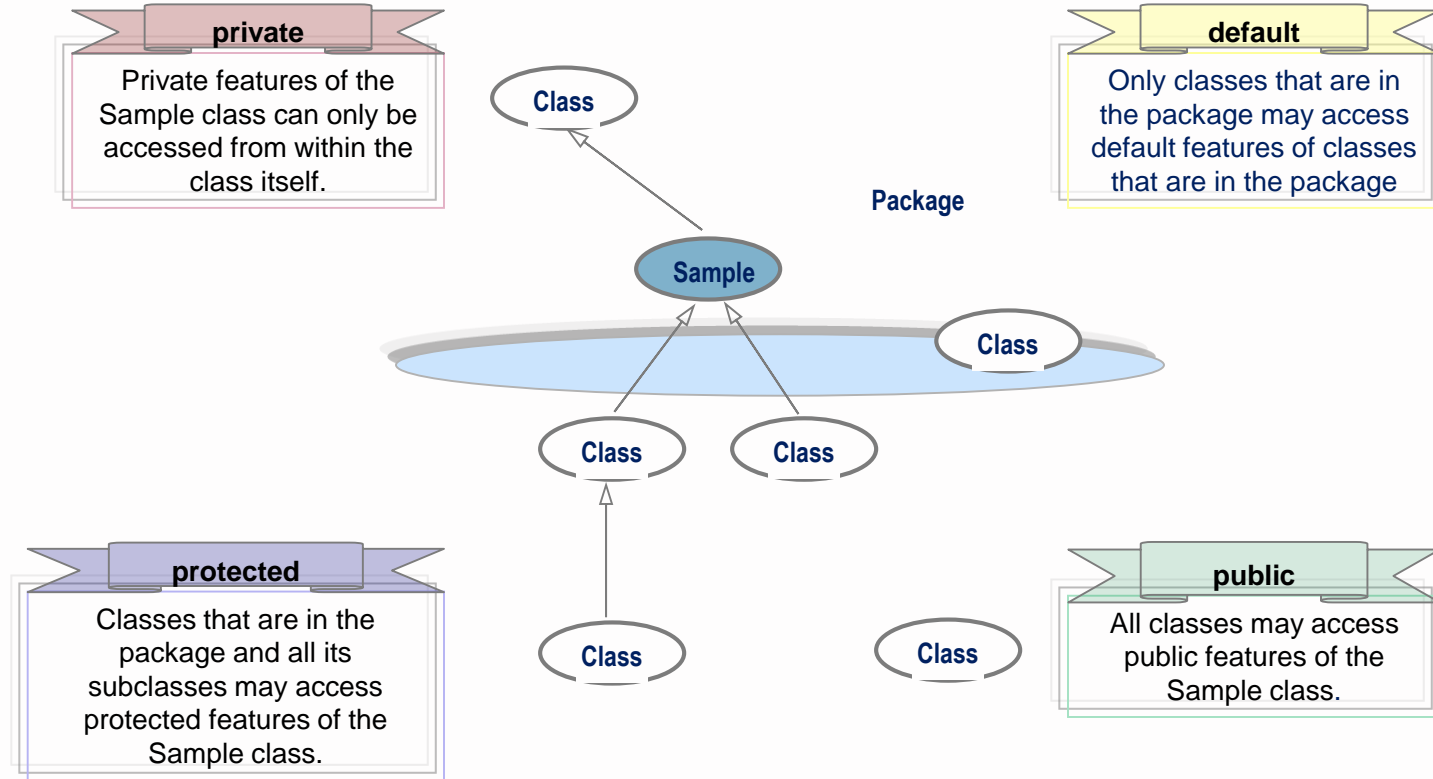 private
Private features of the
Sample class can only be
accessed from within the
class itself.
default
Only classes that are in
the package may access
default features of classes
that are in the package
Class
Package
Sample
Class
Class
Class
protected
Classes that are in the
package and all its
subclasses may access
protected features of the
Sample class.
Class
Class
public
All classes may access
public features of the
Sample class.